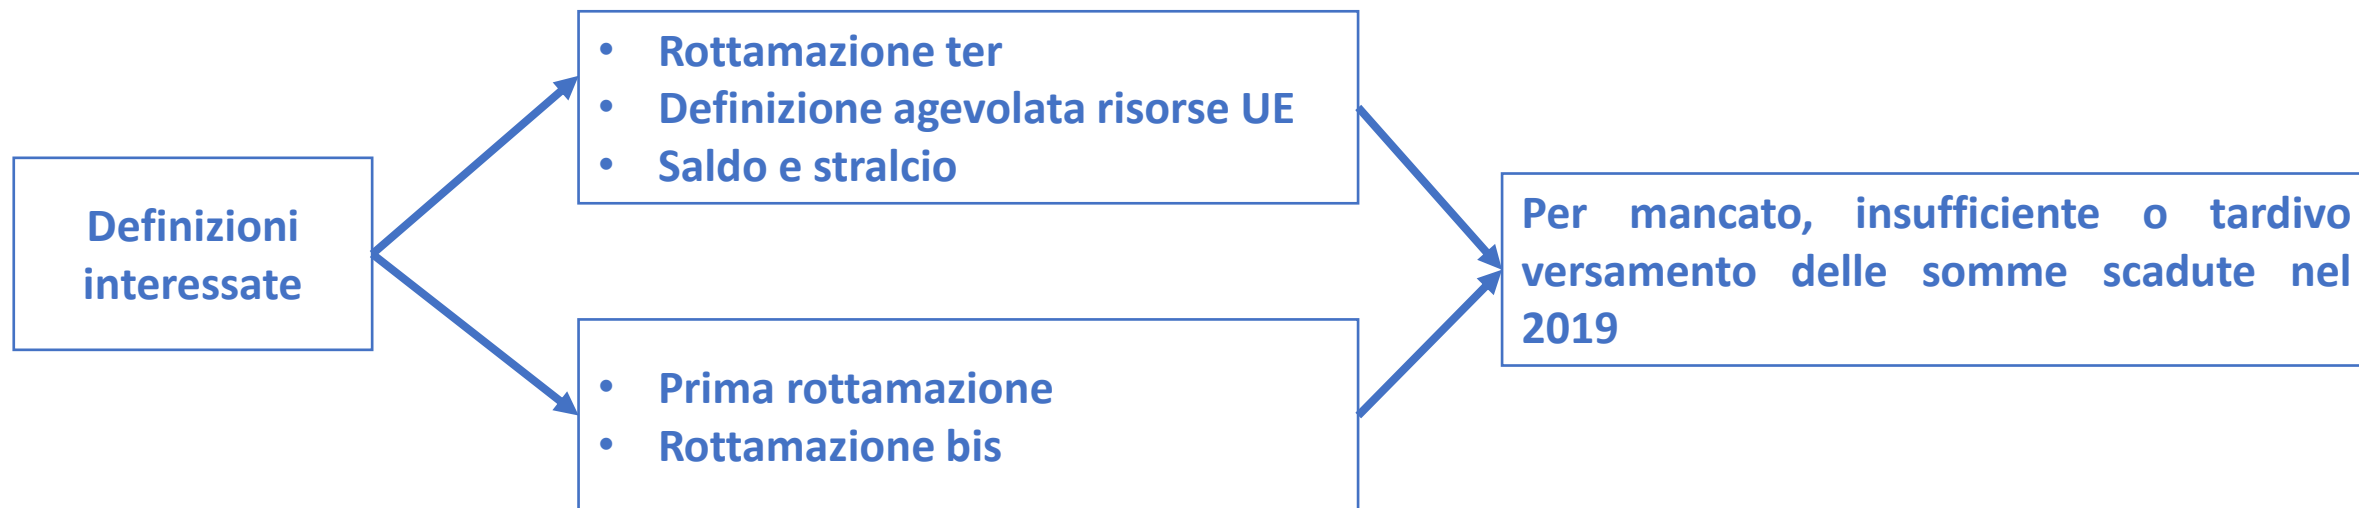 Definizioni
interessate
• Rottamazione ter
• Definizione agevolata risorse UE
• Saldo e stralcio
• Prima rottamazione
• Rottamazione bis
Per mancato, insufficiente o tardivo
versamento delle somme scadute nel
2019